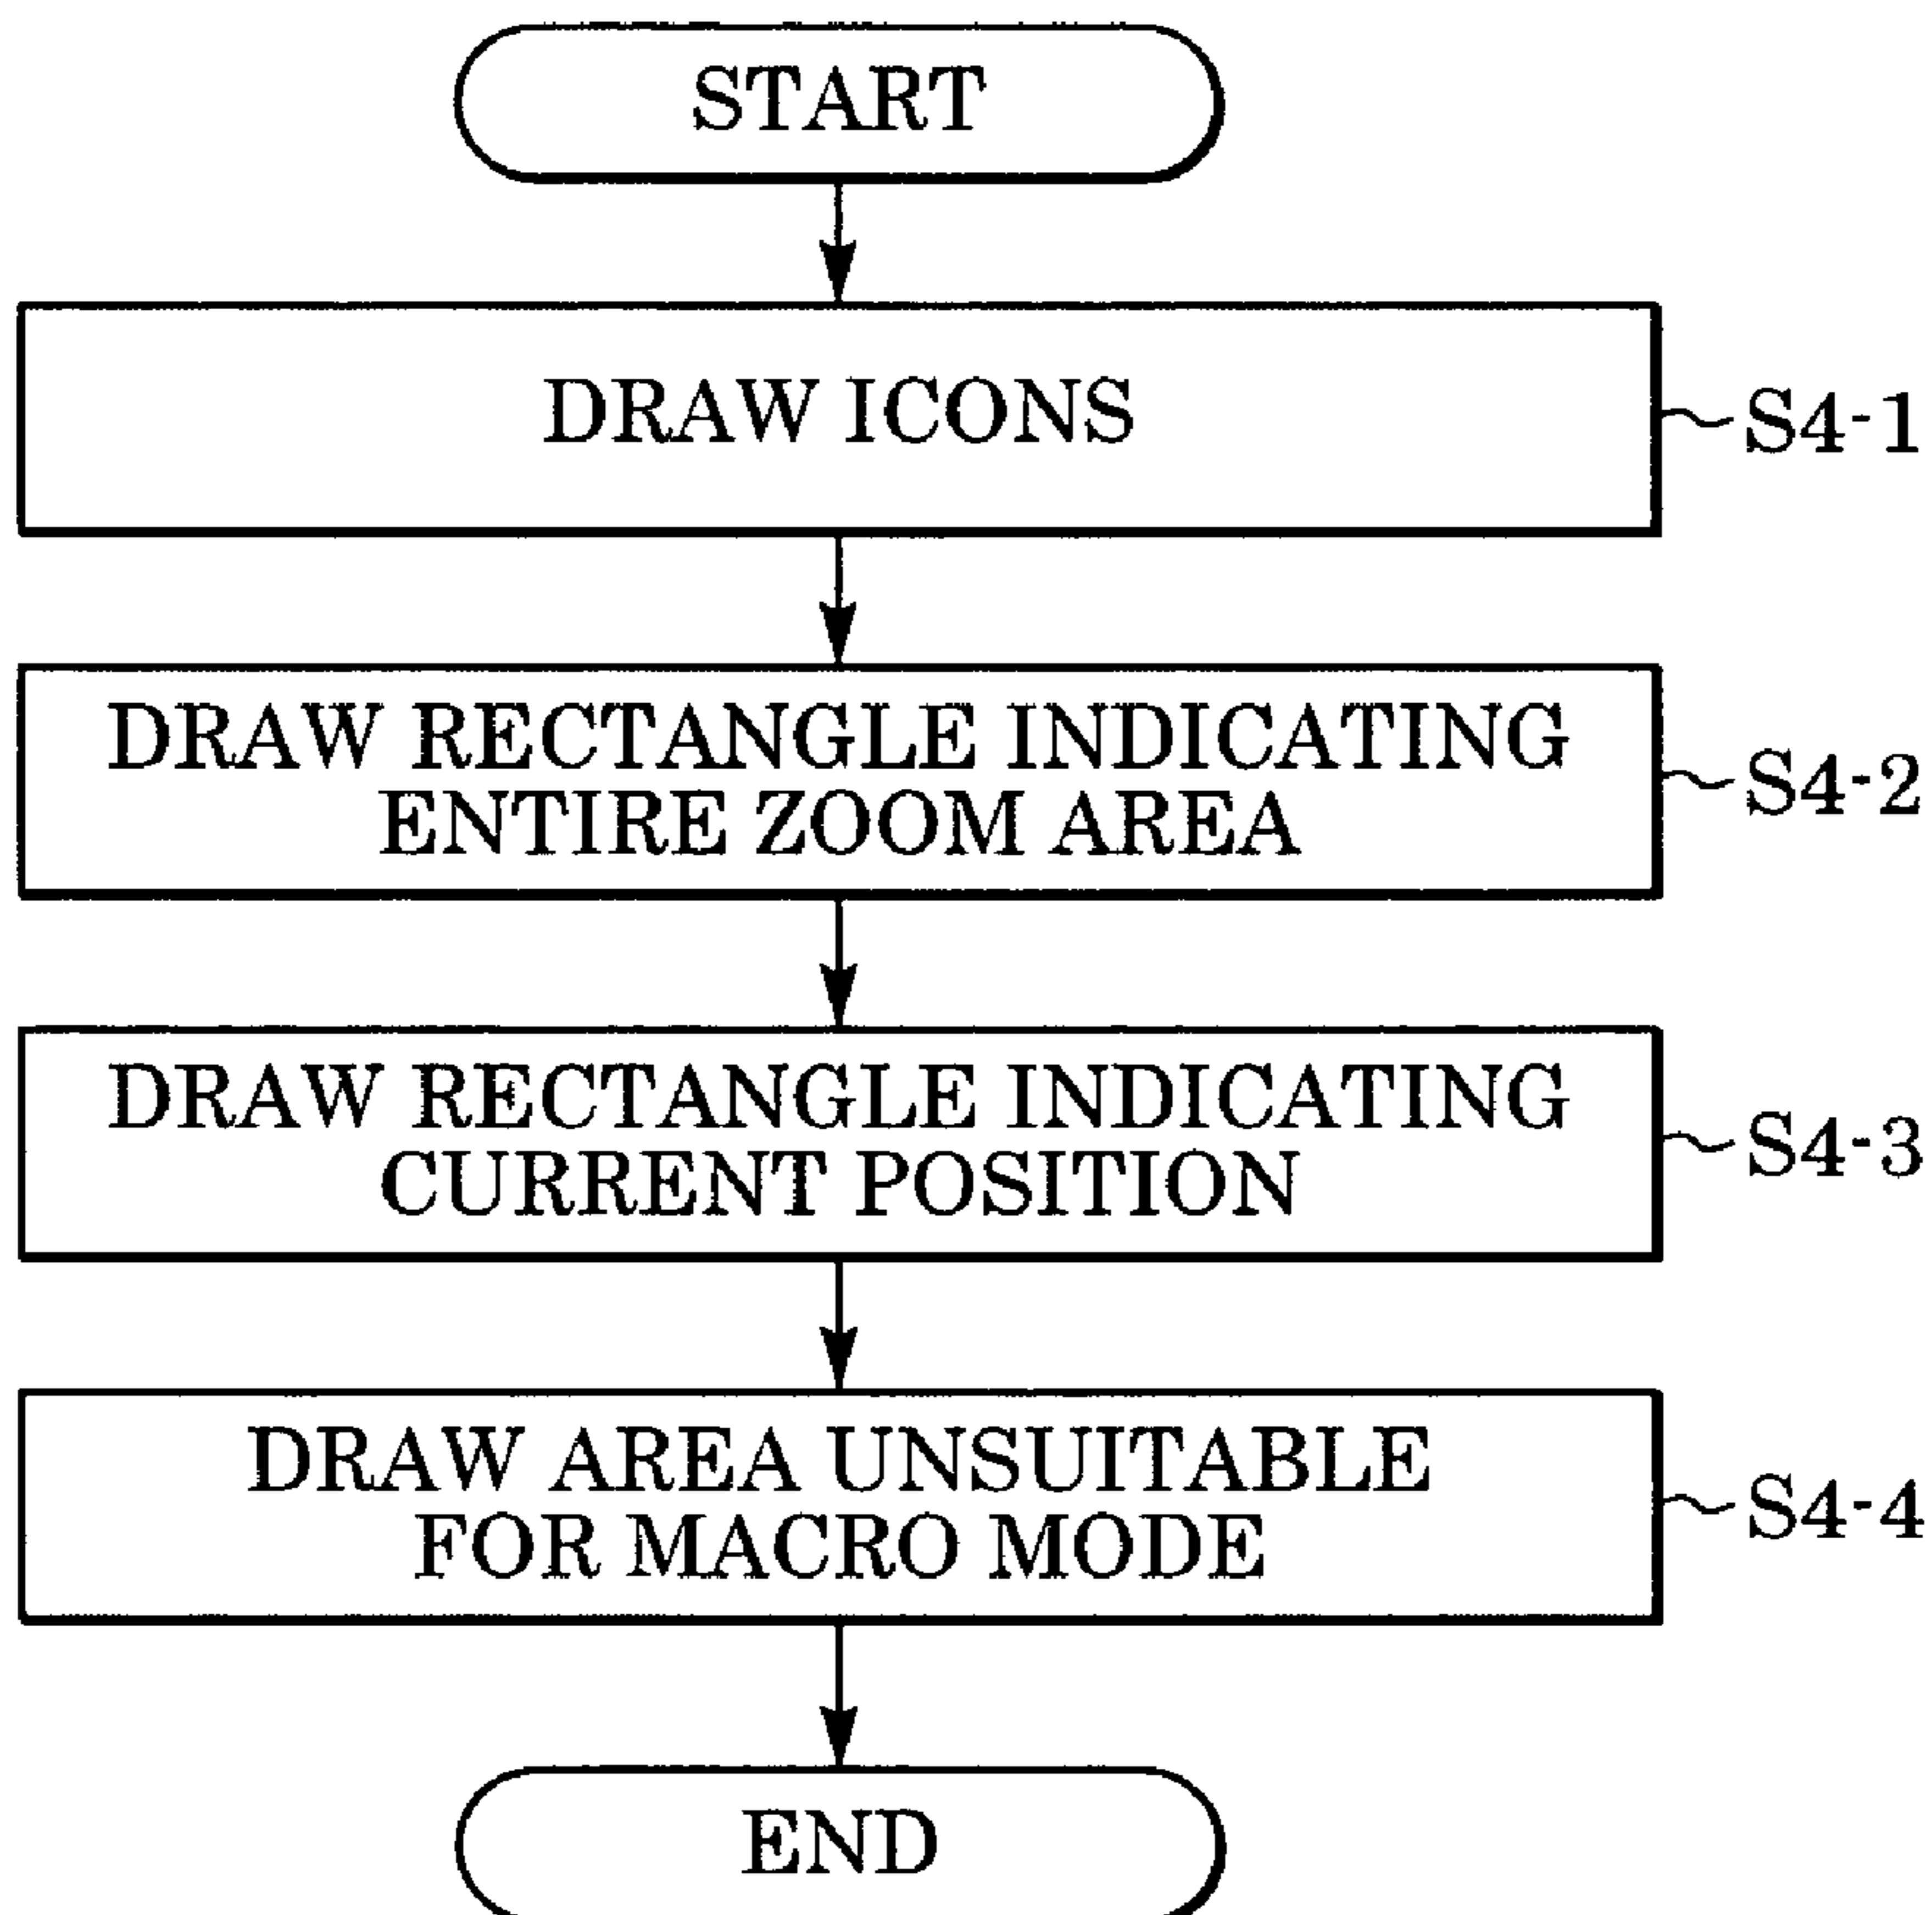 START
DRAW ICONS
S4-1
DRAW RECTANGLE INDICATING
ENTIRE ZOOM AREA
S4-2
DRAW RECTANGLE INDICATING
CURRENT POSITION
S4-3
DRAW AREA UNSUITABLE
FOR MACRO MODE
S4-4
END